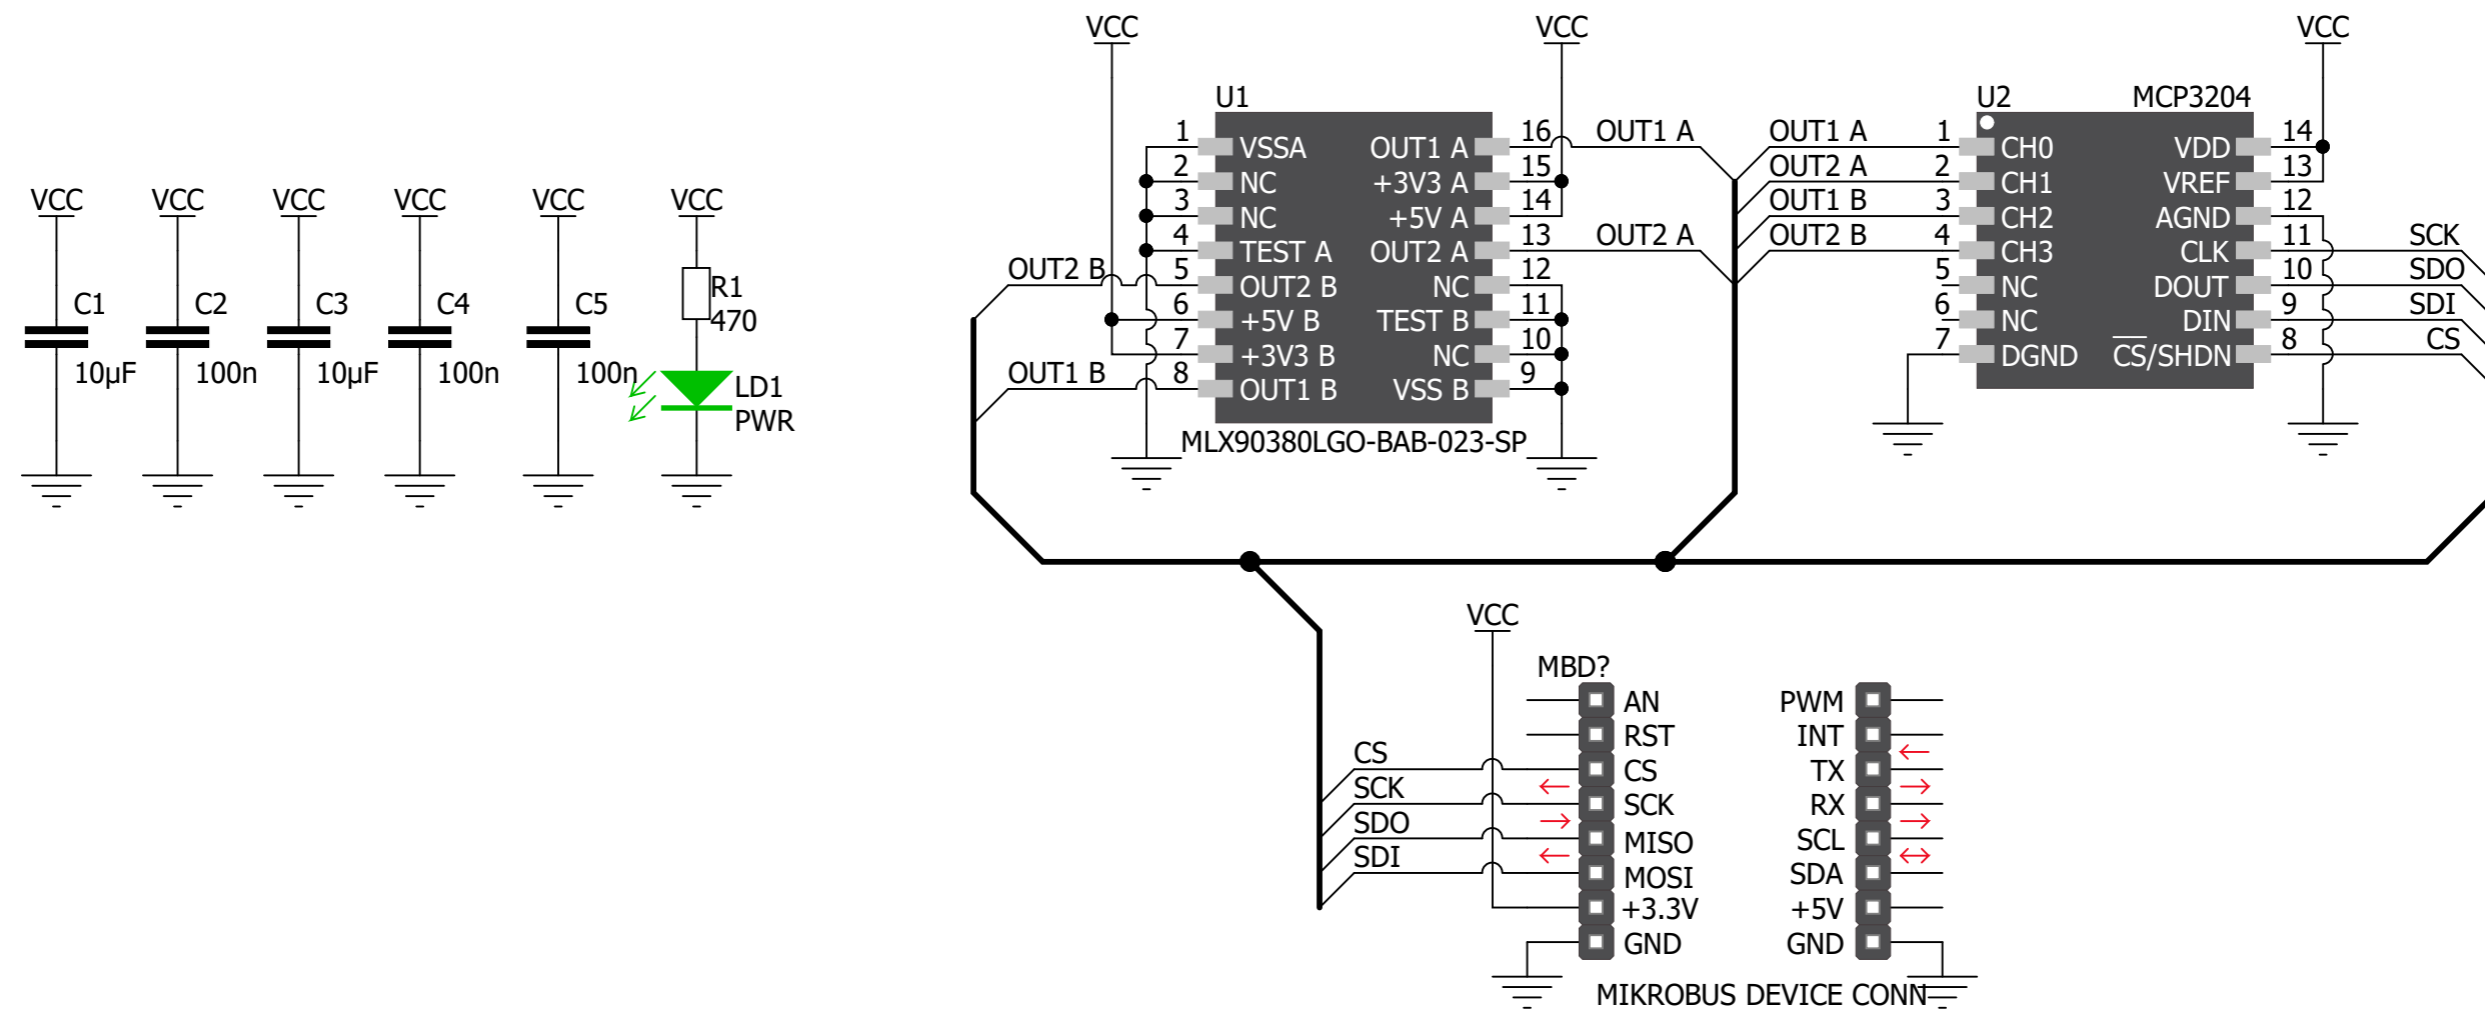 VCC
VCC
VCC
VCC
VCC
VCC
C1
10µF
C2
100n
C3
10µF
C4
100n
C5
100n
R1
470
LD1
PWR
VCC
VCC
U1
1 VSSA
2 NC
3 NC
4 TEST A
OUT2 B 5 OUT2 B
6 +5V B
7 +3V3 B
OUT1 B 8 OUT1 B
OUT1 A 16 OUT1 A
+3V3 A 15
+5V A 14
OUT2 A 13 OUT2 A
NC 12
TEST B 11
NC 10
VSS B 9
MLX90380LGO-BAB-023-SP
VCC
U2 MCP3204
OUT1 A 1 CH0
OUT2 A 2 CH1
OUT1 B 3 CH2
OUT2 B 4 CH3
5 NC
6 NC
7 DGND
VDD 14
VREF 13
AGND 12
CLK 11 SCK
DOUT 10 SDO
DIN 9 SDI
CS/SHDN 8 CS
VCC
MBD?
AN
RST
CS CS
SCK SCK
SDO MISO
SDI MOSI
+3.3V
GND
PWM
INT
TX
RX
SCL
SDA
+5V
GND
MIKROBUS DEVICE CONN